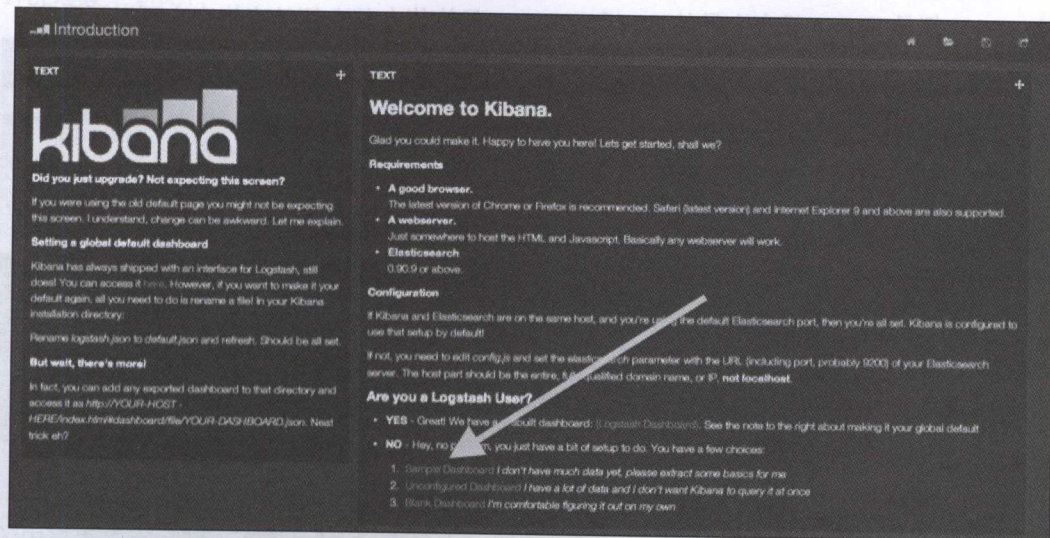 Introduction
TEXT
kibana
Did you just upgrade? Not expecting this screen?
If you were using the old default page you might not be expecting
this screen. I understand, change can be awkward. Let me explain.
Setting a global default dashboard
Kibana has always shipped with an interface for Logstash, still
does! You can access it here. However, if you want to make it your
default again, all you need to do is rename a file! In your Kibana
installation directory:
Rename logstash.json to default.json and refresh. Should be all set.
But wait, there's more!
In fact, you can add any exported dashboard to that directory and
access it as http://YOUR-HOST -
HERE/index.html#dashboard/file/YOUR-DASHBOARD.json. Neat
trick eh?
TEXT
Welcome to Kibana.
Glad you could make it. Happy to have you here! Lets get started, shall we?
Requirements
• A good browser.
The latest version of Chrome or Firefox is recommended. Safari (latest version) and Internet Explorer 9 and above are also supported.
• A webserver.
Just somewhere to host the HTML and Javascript. Basically any webserver will work.
• Elasticsearch
0.90.9 or above.
Configuration
If Kibana and Elasticsearch are on the same host, and you're using the default Elasticsearch port, then you're all set. Kibana is configured to
use that setup by default!
If not, you need to edit config.js and set the elasticsearch parameter with the URL (including port, probably 9200) of your Elasticsearch
server. The host part should be the entire, fully qualified domain name, or IP, not localhost.
Are you a Logstash User?
• YES - Great! We have a prebuilt dashboard: (Logstash Dashboard). See the note to the right about making it your global default
• NO - Hey, no problem, you just have a bit of setup to do. You have a few choices:
1. Sample Dashboard I don't have much data yet, please extract some basics for me
2. Unconfigured Dashboard I have a lot of data and I don't want Kibana to query it at once
3. Blank Dashboard I'm comfortable figuring it out on my own